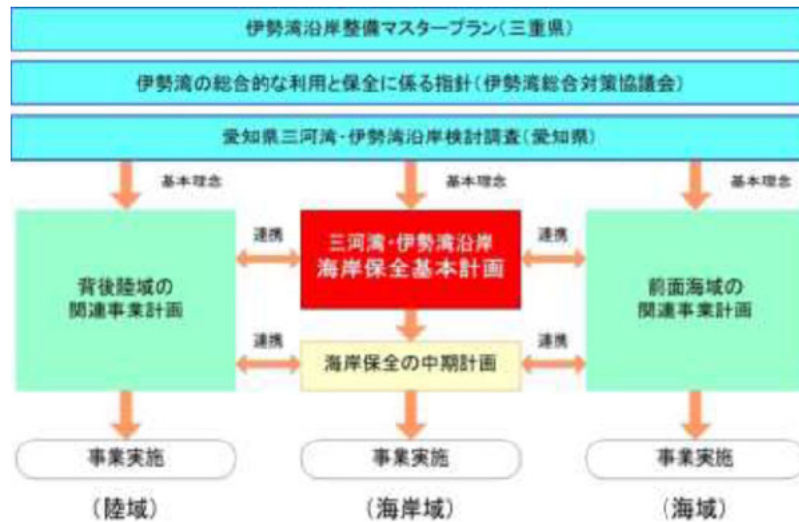 伊勢湾沿岸整備マスタープラン(三重県)
伊勢湾の総合的な利用と保全に係る指針(伊勢湾総合対策協議会)
愛知県三河湾・伊勢湾沿岸検討調査(愛知県)
基本理念
基本理念
基本理念
背後陸域の
関連事業計画
連携
三河湾・伊勢湾沿岸
海岸保全基本計画
連携
前面海域の
関連事業計画
連携
海岸保全の中期計画
連携
事業実施
事業実施
事業実施
(陸域)
(海岸域)
(海域)